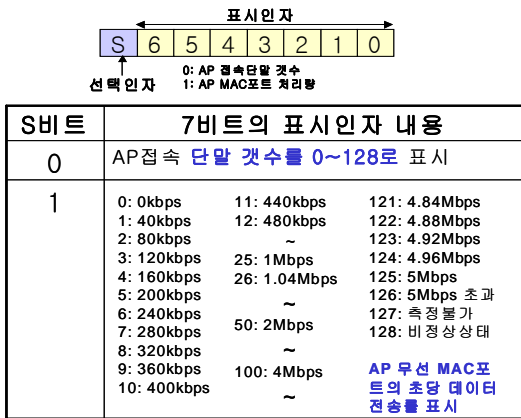 표시인자
S 6 5 4 3 2 1 0
선택인자
0: AP 접속단말 갯수
1: AP MAC포트 처리량
S비트
7비트의 표시인자 내용
0
AP접속 단말 갯수를 0~128로 표시
1
0: 0kbps
1: 40kbps
2: 80kbps
3: 120kbps
4: 160kbps
5: 200kbps
6: 240kbps
7: 280kbps
8: 320kbps
9: 360kbps
10: 400kbps
11: 440kbps
12: 480kbps
~
25: 1Mbps
26: 1.04Mbps
~
50: 2Mbps
~
100: 4Mbps
~
121: 4.84Mbps
122: 4.88Mbps
123: 4.92Mbps
124: 4.96Mbps
125: 5Mbps
126: 5Mbps 초과
127: 측정불가
128: 비정상상태
AP 무선 MAC포
트의 초당 데이터
전송률 표시